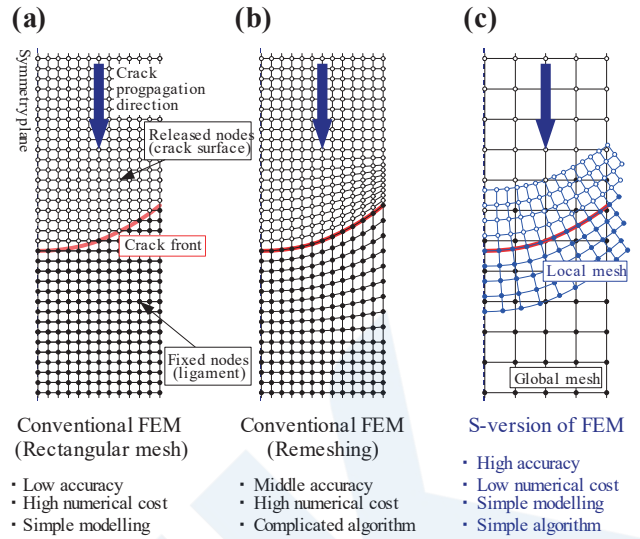 (a)
Symmetry plane
Crack
progpagation
direction
Released nodes
(crack surface)
Crack front
Fixed nodes
(ligament)
Conventional FEM
(Rectangular mesh)
▪ Low accuracy
▪ High numerical cost
▪ Simple modelling
(b)
Conventional FEM
(Remeshing)
▪ Middle accuracy
▪ High numerical cost
▪ Complicated algorithm
(c)
Local mesh
Global mesh
S-version of FEM
▪ High accuracy
▪ Low numerical cost
▪ Simple modelling
▪ Simple algorithm